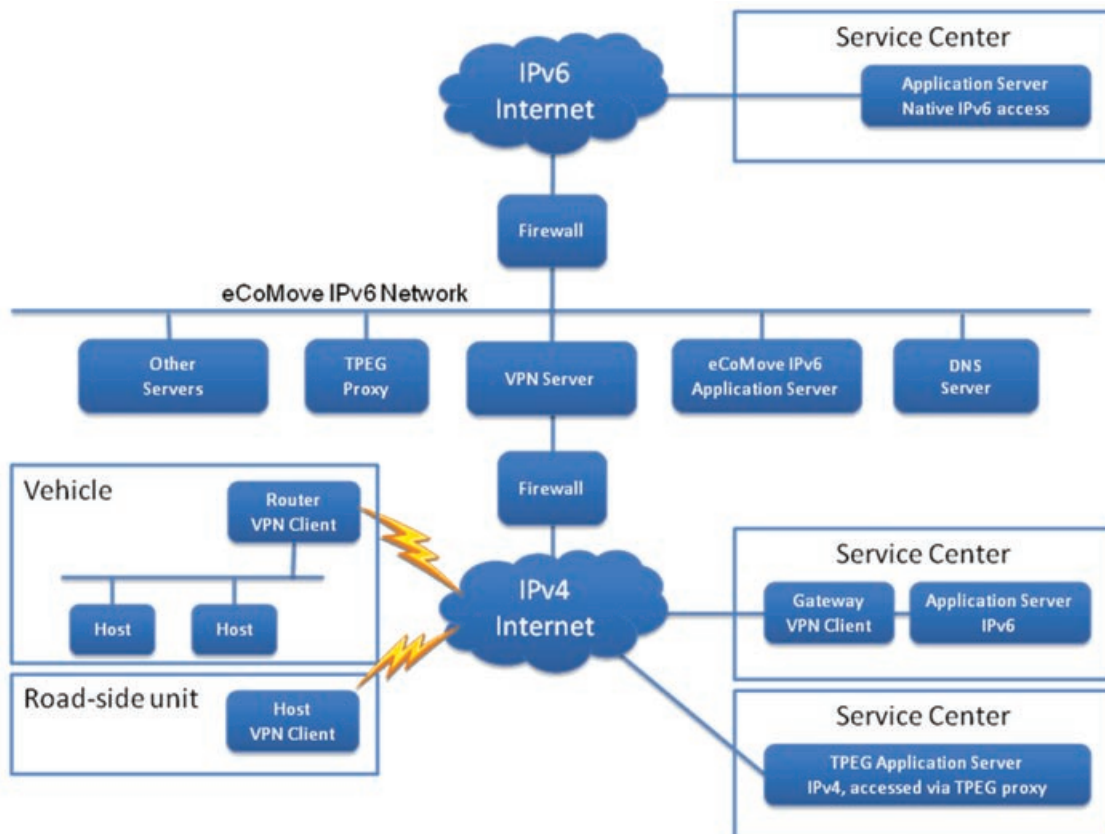 IPv6
Internet
Service Center
Application Server
Native IPv6 access
Firewall
eCoMove IPv6 Network
Other
Servers
TPEG
Proxy
VPN Server
eCoMove IPv6
Application Server
DNS
Server
Firewall
Vehicle
Router
VPN Client
Host
Host
Road-side unit
Host
VPN Client
IPv4
Internet
Service Center
Gateway
VPN Client
Application Server
IPv6
Service Center
TPEG Application Server
IPv4, accessed via TPEG proxy